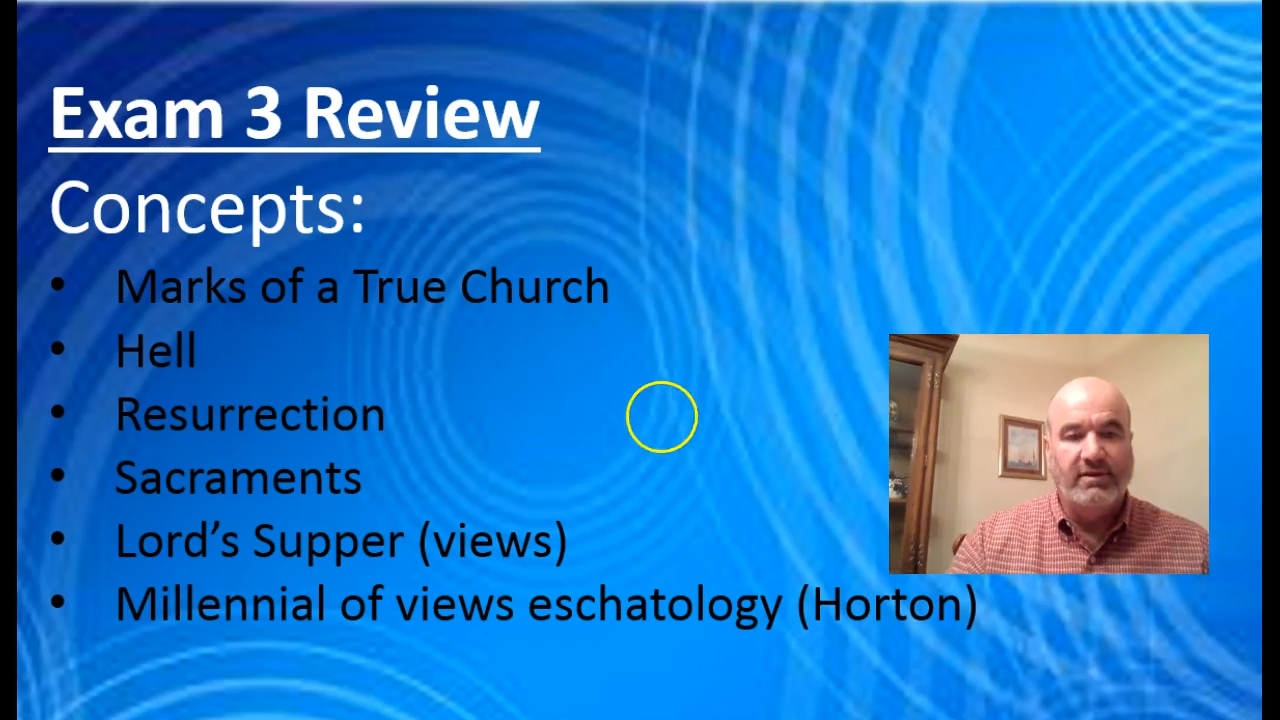 Exam 3 Review
Concepts:
• Marks of a True Church
• Hell
• Resurrection
• Sacraments
• Lord’s Supper (views)
• Millennial of views eschatology (Horton)